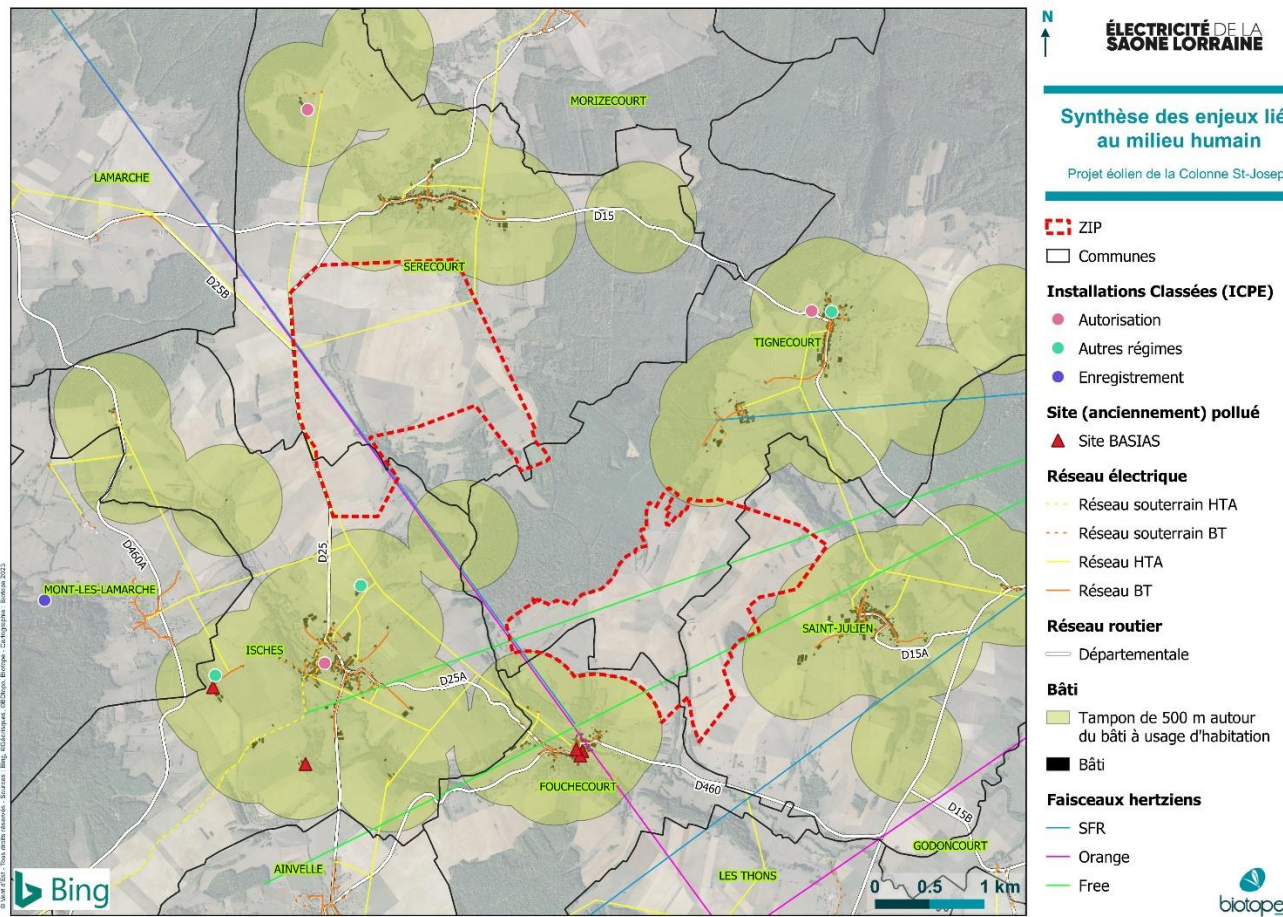 MORIZECOURT
LAMARCHE
D15
SERECOURT
D25B
TIGNECOURT
D25
D460A
MONT-LES-LAMARCHE
ISCHES
D25A
SAINT-JULIEN
D15A
FOUCHECOURT
D460
D15B
GODONCOURT
AINVELLE
LES THONS
Bing
0 0.5 1 km
N
ÉLECTRICITÉ DE LA
SAÔNE LORRAINE
Synthèse des enjeux lié
au milieu humain
Projet éolien de la Colonne St-Josep
ZIP
Communes
Installations Classées (ICPE)
Autorisation
Autres régimes
Enregistrement
Site (anciennement) pollué
Site BASIAS
Réseau électrique
Réseau souterrain HTA
Réseau souterrain BT
Réseau HTA
Réseau BT
Réseau routier
Départementale
Bâti
Tampon de 500 m autour
du bâti à usage d'habitation
Bâti
Faisceaux hertziens
SFR
Orange
Free
biotope